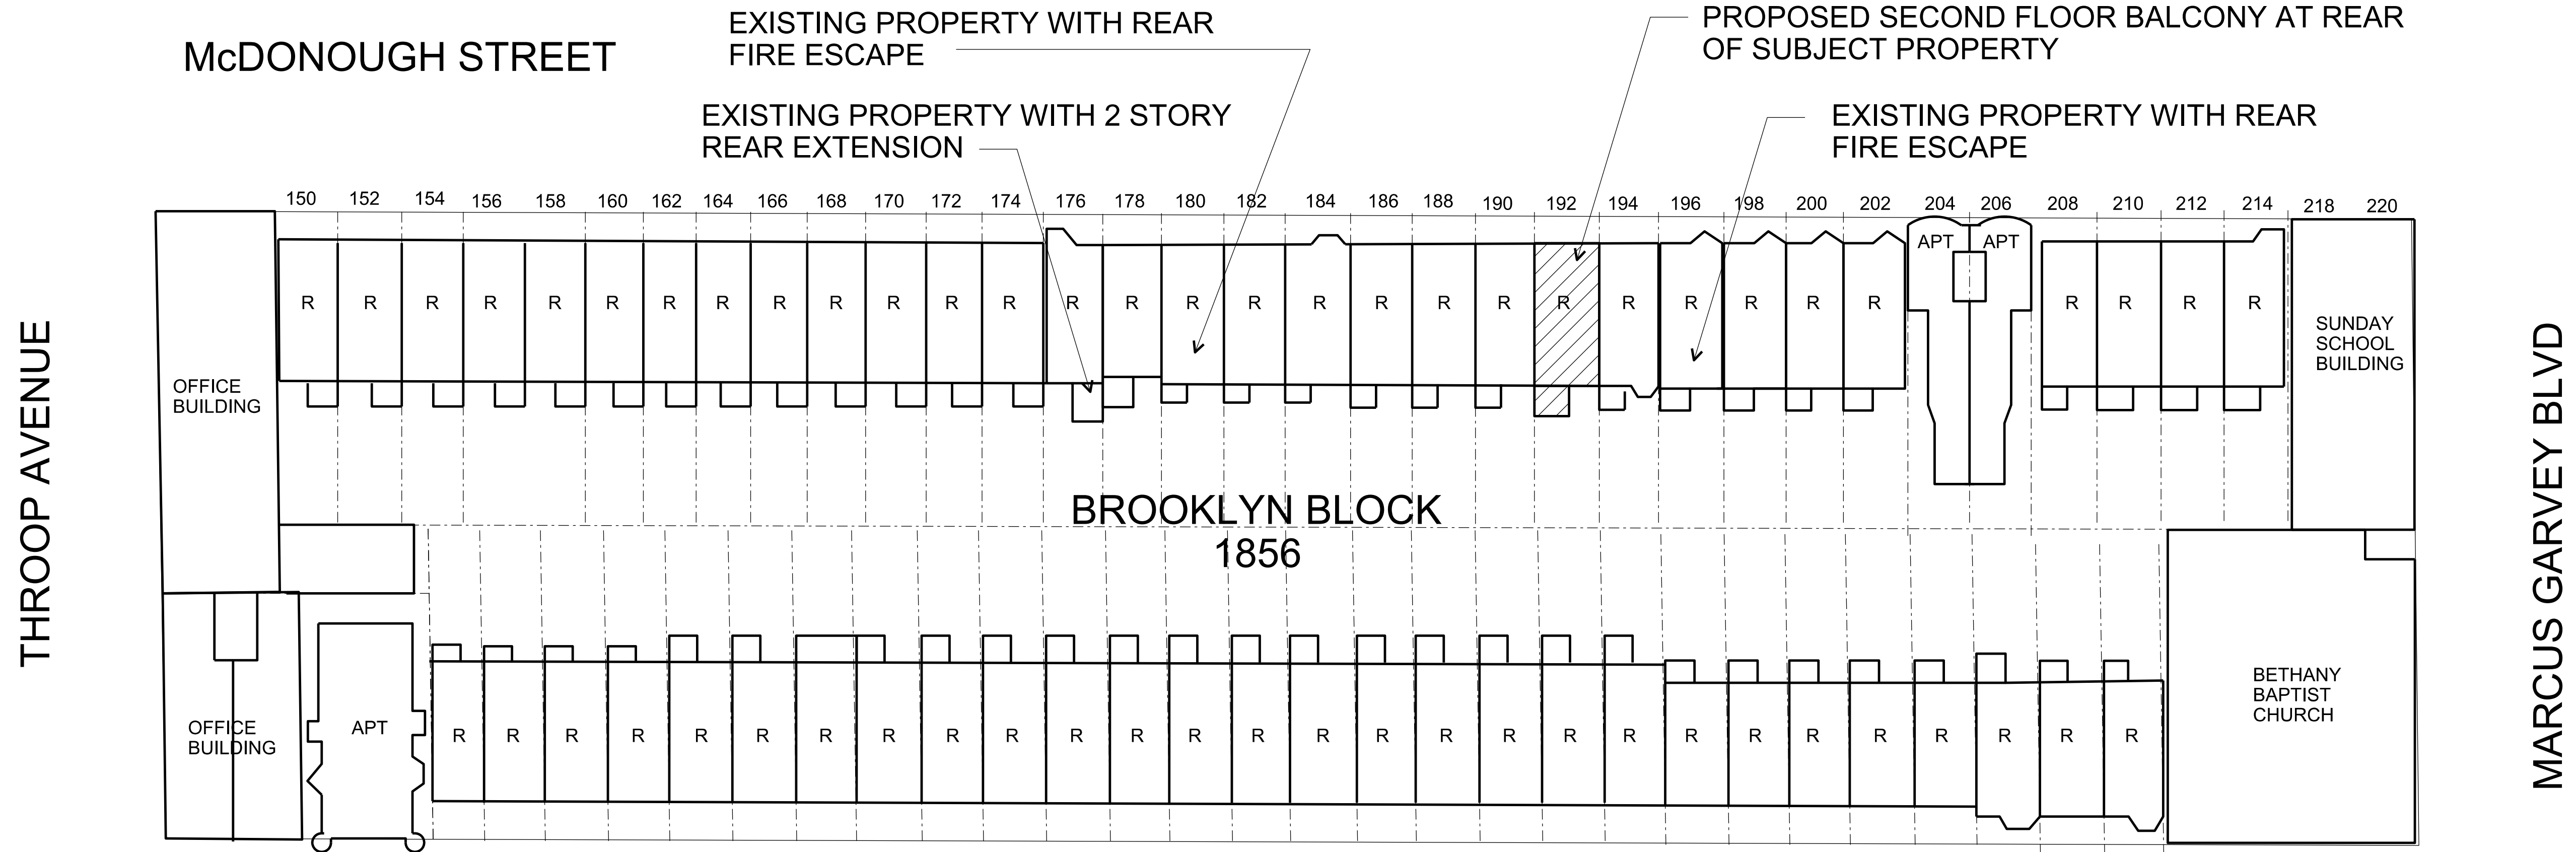 McDONOUGH STREET
EXISTING PROPERTY WITH REAR
FIRE ESCAPE
EXISTING PROPERTY WITH 2 STORY
REAR EXTENSION
PROPOSED SECOND FLOOR BALCONY AT REAR
OF SUBJECT PROPERTY
EXISTING PROPERTY WITH REAR
FIRE ESCAPE
150 152 154 156 158 160 162 164 166 168 170 172 174 176 178 180 182 184 186 188 190 192 194 196 198 200 202 204 206 208 210 212 214 218 220
APT APT
R R R R R R R R R R R R R R R R R R R R R R R R R R R R R R R
THROOP AVENUE
OFFICE
BUILDING
SUNDAY
SCHOOL
BUILDING
MARCUS GARVEY BLVD
BROOKLYN BLOCK
1856
OFFICE
BUILDING
APT
R R R R R R R R R R R R R R R R R R R R R R R R R R R R
BETHANY
BAPTIST
CHURCH